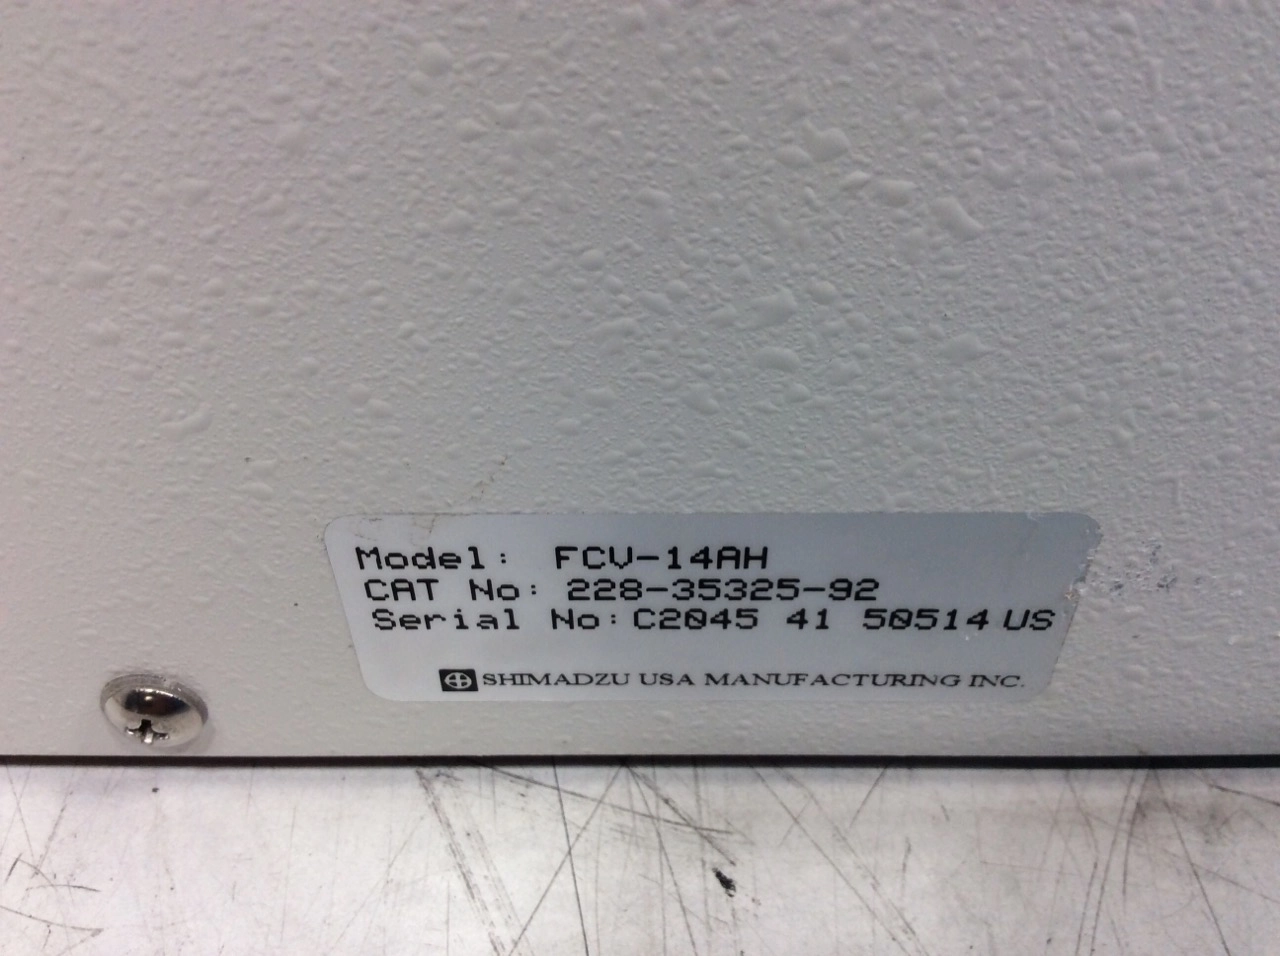 Model: FCV-14AH
CAT No: 228-35325-92
Serial No: C2045 41 50514 US
SHIMADZU USA MANUFACTURING INC.